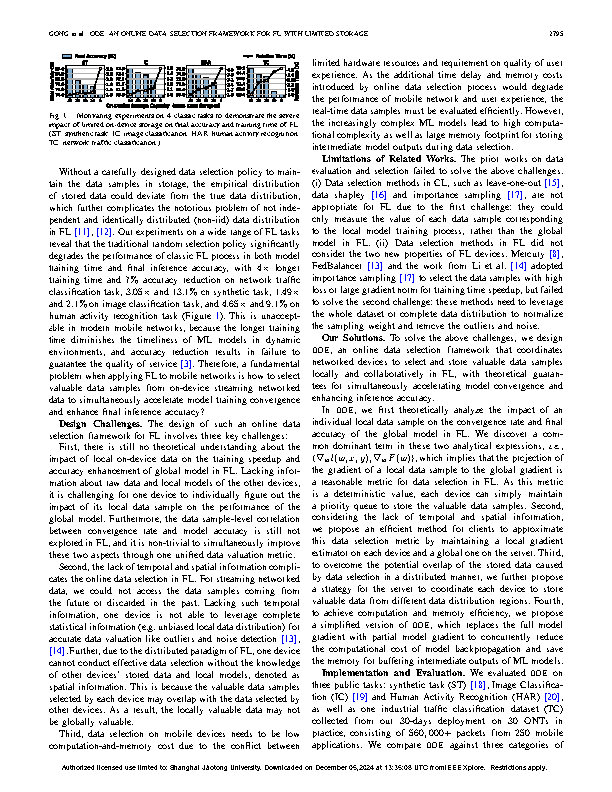 GONG et al.: ODE: AN ONLINE DATA SELECTION FRAMEWORK FOR FL WITH LIMITED STORAGE
2795
Fig. 1. Motivating experiments on 4 classic tasks to demonstrate the severe
impact of limited on-device storage on final accuracy and training time of FL
(ST: synthetic task, IC: image classification, HAR: human activity recognition,
TC: network traffic classification.)
Without a carefully designed data selection policy to main-
tain the data samples in storage, the empirical distribution
of stored data could deviate from the true data distribution,
which further complicates the notorious problem of not inde-
pendent and identically distributed (non-iid) data distribution
in FL [11], [12]. Our experiments on a wide range of FL tasks
reveal that the traditional random selection policy significantly
degrades the performance of classic FL process in both model
training time and final inference accuracy, with 4× longer
training time and 7% accuracy reduction on network traffic
classification task, 3.05× and 13.1% on synthetic task, 1.49×
and 2.1% on image classification task, and 4.65× and 9.1% on
human activity recognition task (Figure 1). This is unaccept-
able in modern mobile networks, because the longer training
time diminishes the timeliness of ML models in dynamic
environments, and accuracy reduction results in failure to
guarantee the quality of service [3]. Therefore, a fundamental
problem when applying FL to mobile networks is how to select
valuable data samples from on-device streaming networked
data to simultaneously accelerate model training convergence
and enhance final inference accuracy?
Design Challenges. The design of such an online data
selection framework for FL involves three key challenges:
First, there is still no theoretical understanding about the
impact of local on-device data on the training speedup and
accuracy enhancement of global model in FL. Lacking infor-
mation about raw data and local models of the other devices,
it is challenging for one device to individually figure out the
impact of its local data sample on the performance of the
global model. Furthermore, the data sample-level correlation
between convergence rate and model accuracy is still not
explored in FL, and it is non-trivial to simultaneously improve
these two aspects through one unified data valuation metric.
Second, the lack of temporal and spatial information compli-
cates the online data selection in FL. For streaming networked
data, we could not access the data samples coming from
the future or discarded in the past. Lacking such temporal
information, one device is not able to leverage complete
statistical information (e.g. unbiased local data distribution) for
accurate data valuation like outliers and noise detection [13],
[14].Further, due to the distributed paradigm of FL, one device
cannot conduct effective data selection without the knowledge
of other devices' stored data and local models, denoted as
spatial information. This is because the valuable data samples
selected by each device may overlap with the data selected by
other devices. As a result, the locally valuable data may not
be globally valuable.
Third, data selection on mobile devices needs to be low
computation-and-memory cost due to the conflict between
limited hardware resources and requirement on quality of user
experience. As the additional time delay and memory costs
introduced by online data selection process would degrade
the performance of mobile network and user experience, the
real-time data samples must be evaluated efficiently. However,
the increasingly complex ML models lead to high computa-
tional complexity as well as large memory footprint for storing
intermediate model outputs during data selection.
Limitations of Related Works. The prior works on data
evaluation and selection failed to solve the above challenges.
(i) Data selection methods in CL, such as leave-one-out [15],
data shapley [16] and importance sampling [17], are not
appropriate for FL due to the first challenge: they could
only measure the value of each data sample corresponding
to the local model training process, rather than the global
model in FL. (ii) Data selection methods in FL did not
consider the two new properties of FL devices. Mercury [8],
FedBalancer [13] and the work from Li et al. [14] adopted
importance sampling [17] to select the data samples with high
loss or large gradient norm for training time speedup, but failed
to solve the second challenge: these methods need to leverage
the whole dataset or complete data distribution to normalize
the sampling weight and remove the outliers and noise.
Our Solutions. To solve the above challenges, we design
ODE, an online data selection framework that coordinates
networked devices to select and store valuable data samples
locally and collaboratively in FL, with theoretical guaran-
tees for simultaneously accelerating model convergence and
enhancing inference accuracy.
In ODE, we first theoretically analyze the impact of an
individual local data sample on the convergence rate and final
accuracy of the global model in FL. We discover a com-
mon dominant term in these two analytical expressions, i.e.,
⟨∇wl(w, x, y), ∇wF(w)⟩, which implies that the projection of
the gradient of a local data sample to the global gradient is
a reasonable metric for data selection in FL. As this metric
is a deterministic value, each device can simply maintain
a priority queue to store the valuable data samples. Second,
considering the lack of temporal and spatial information,
we propose an efficient method for clients to approximate
this data selection metric by maintaining a local gradient
estimator on each device and a global one on the server. Third,
to overcome the potential overlap of the stored data caused
by data selection in a distributed manner, we further propose
a strategy for the server to coordinate each device to store
valuable data from different data distribution regions. Fourth,
to achieve computation and memory efficiency, we propose
a simplified version of ODE, which replaces the full model
gradient with partial model gradient to concurrently reduce
the computational cost of model backpropagation and save
the memory for buffering intermediate outputs of ML models.
Implementation and Evaluation. We evaluated ODE on
three public tasks: synthetic task (ST) [18], Image Classifica-
tion (IC) [19] and Human Activity Recognition (HAR) [20],
as well as one industrial traffic classification dataset (TC)
collected from our 30-days deployment on 30 ONTs in
practice, consisting of 560,000+ packets from 250 mobile
applications. We compare ODE against three categories of
Authorized licensed use limited to: Shanghai Jiaotong University. Downloaded on December 06,2024 at 13:36:08 UTC from IEEE Xplore. Restrictions apply.